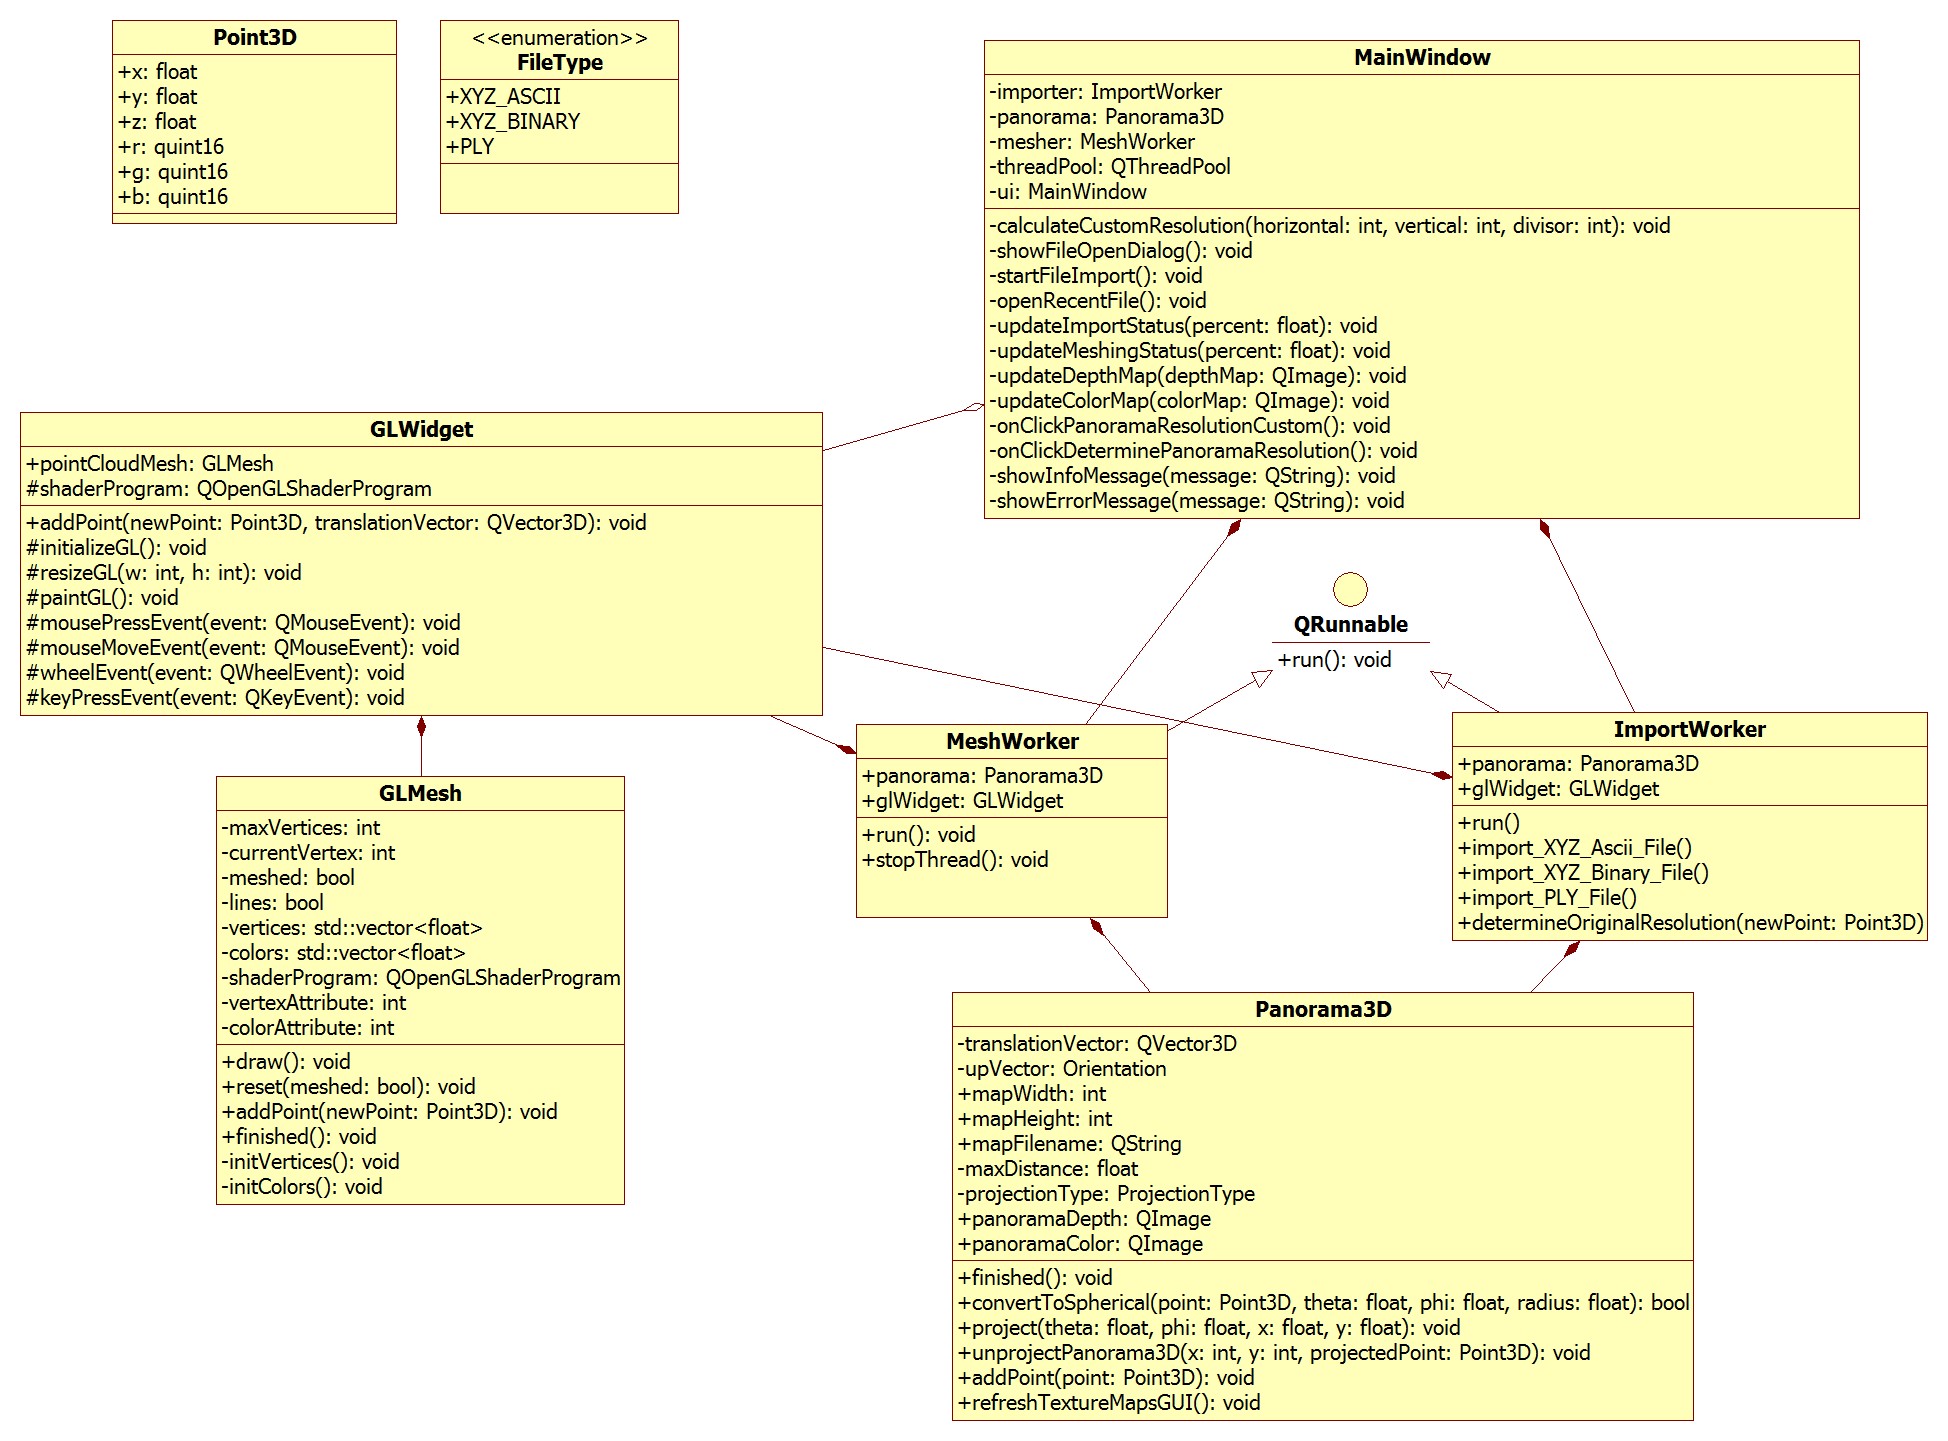 Point3D
+x: float
+y: float
+z: float
+r: quint16
+g: quint16
+b: quint16
<<enumeration>>
FileType
+XYZ_ASCII
+XYZ_BINARY
+PLY
MainWindow
-importer: ImportWorker
-panorama: Panorama3D
-mesher: MeshWorker
-threadPool: QThreadPool
-ui: MainWindow
-calculateCustomResolution(horizontal: int, vertical: int, divisor: int): void
-showFileOpenDialog(): void
-startFileImport(): void
-openRecentFile(): void
-updateImportStatus(percent: float): void
-updateMeshingStatus(percent: float): void
-updateDepthMap(depthMap: QImage): void
-updateColorMap(colorMap: QImage): void
-onClickPanoramaResolutionCustom(): void
-onClickDeterminePanoramaResolution(): void
-showInfoMessage(message: QString): void
-showErrorMessage(message: QString): void
GLWidget
+pointCloudMesh: GLMesh
#shaderProgram: QOpenGLShaderProgram
+addPoint(newPoint: Point3D, translationVector: QVector3D): void
#initializeGL(): void
#resizeGL(w: int, h: int): void
#paintGL(): void
#mousePressEvent(event: QMouseEvent): void
#mouseMoveEvent(event: QMouseEvent): void
#wheelEvent(event: QWheelEvent): void
#keyPressEvent(event: QKeyEvent): void
QRunnable
+run(): void
MeshWorker
+panorama: Panorama3D
+glWidget: GLWidget
+run(): void
+stopThread(): void
ImportWorker
+panorama: Panorama3D
+glWidget: GLWidget
+run()
+import_XYZ_Ascii_File()
+import_XYZ_Binary_File()
+import_PLY_File()
+determineOriginalResolution(newPoint: Point3D)
GLMesh
-maxVertices: int
-currentVertex: int
-meshed: bool
-lines: bool
-vertices: std::vector<float>
-colors: std::vector<float>
-shaderProgram: QOpenGLShaderProgram
-vertexAttribute: int
-colorAttribute: int
+draw(): void
+reset(meshed: bool): void
+addPoint(newPoint: Point3D): void
+finished(): void
-initVertices(): void
-initColors(): void
Panorama3D
-translationVector: QVector3D
-upVector: Orientation
+mapWidth: int
+mapHeight: int
+mapFilename: QString
-maxDistance: float
-projectionType: ProjectionType
+panoramaDepth: QImage
+panoramaColor: QImage
+finished(): void
+convertToSpherical(point: Point3D, theta: float, phi: float, radius: float): bool
+project(theta: float, phi: float, x: float, y: float): void
+unprojectPanorama3D(x: int, y: int, projectedPoint: Point3D): void
+addPoint(point: Point3D): void
+refreshTextureMapsGUI(): void